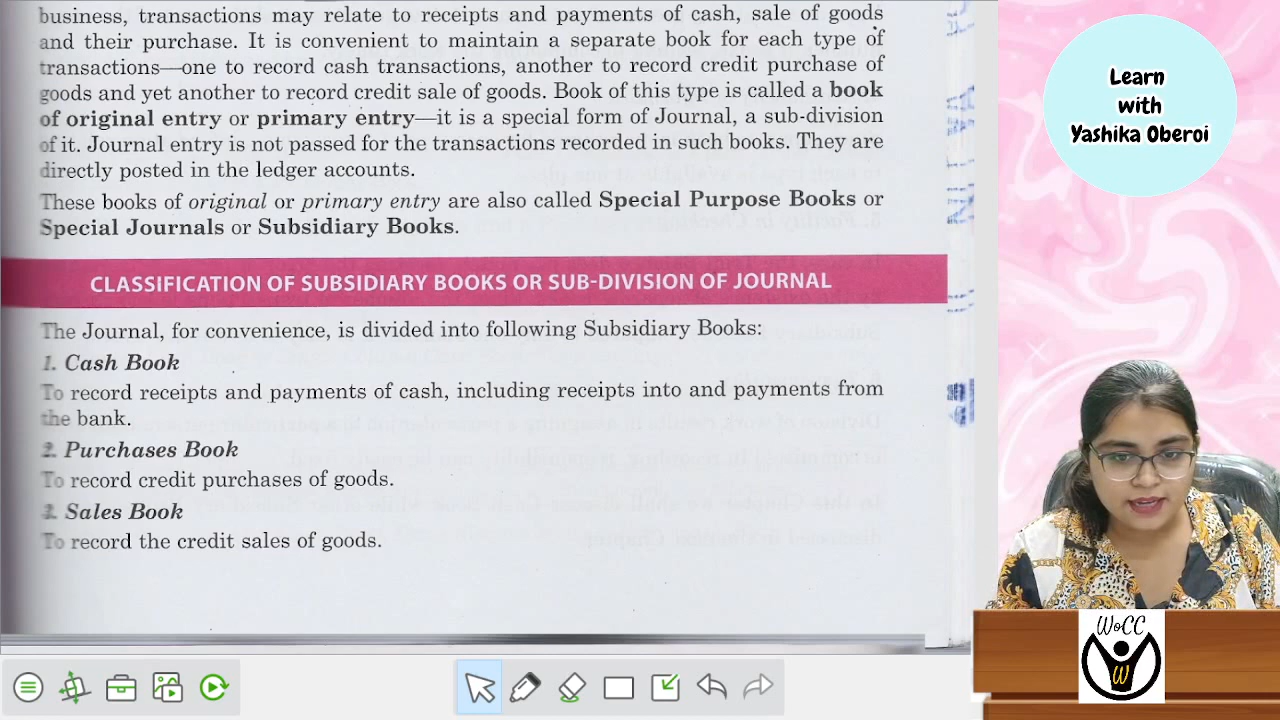 business, transactions may relate to receipts and payments of cash, sale of goods
and their purchase. It is convenient to maintain a separate book for each type of
transactions—one to record cash transactions, another to record credit purchase of
goods and yet another to record credit sale of goods. Book of this type is called a book
of original entry or primary entry—it is a special form of Journal, a sub-division
of it. Journal entry is not passed for the transactions recorded in such books. They are
directly posted in the ledger accounts.
These books of original or primary entry are also called Special Purpose Books or
Special Journals or Subsidiary Books.
CLASSIFICATION OF SUBSIDIARY BOOKS OR SUB-DIVISION OF JOURNAL
The Journal, for convenience, is divided into following Subsidiary Books:
1. Cash Book
To record receipts and payments of cash, including receipts into and payments from
the bank.
2. Purchases Book
To record credit purchases of goods.
3. Sales Book
To record the credit sales of goods.
Learn
with
Yashika Oberoi
WoCC
W